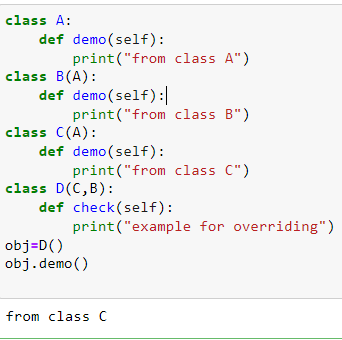 class A:
    def demo(self):
        print("from class A")
class B(A):
    def demo(self):
        print("from class B")
class C(A):
    def demo(self):
        print("from class C")
class D(C,B):
    def check(self):
        print("example for overriding")
obj=D()
obj.demo()
from class C